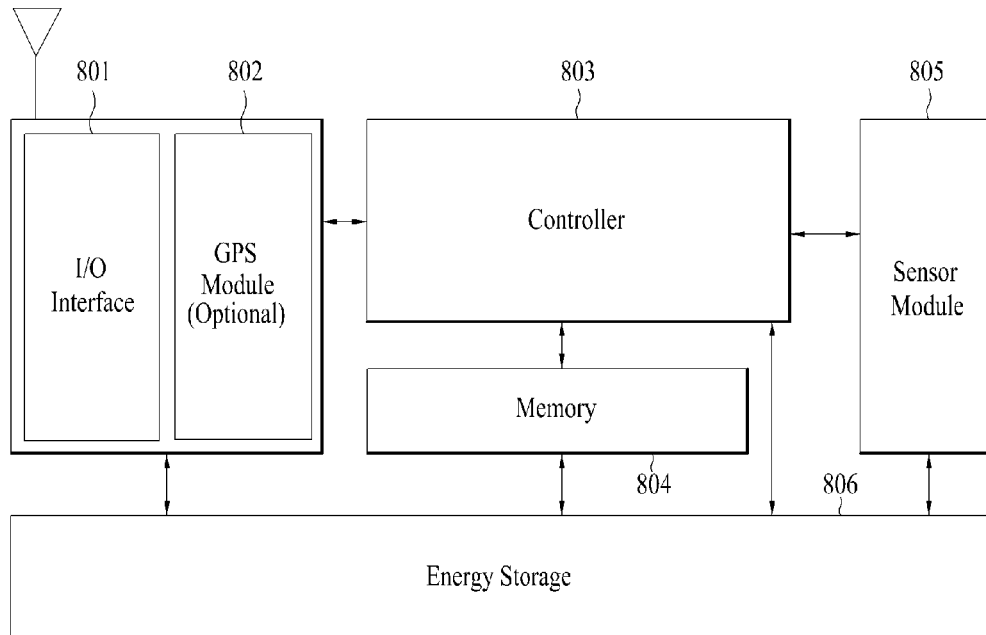 801
802
803
805
I/O
Interface
GPS
Module
(Optional)
Controller
Sensor
Module
Memory
804
806
Energy Storage